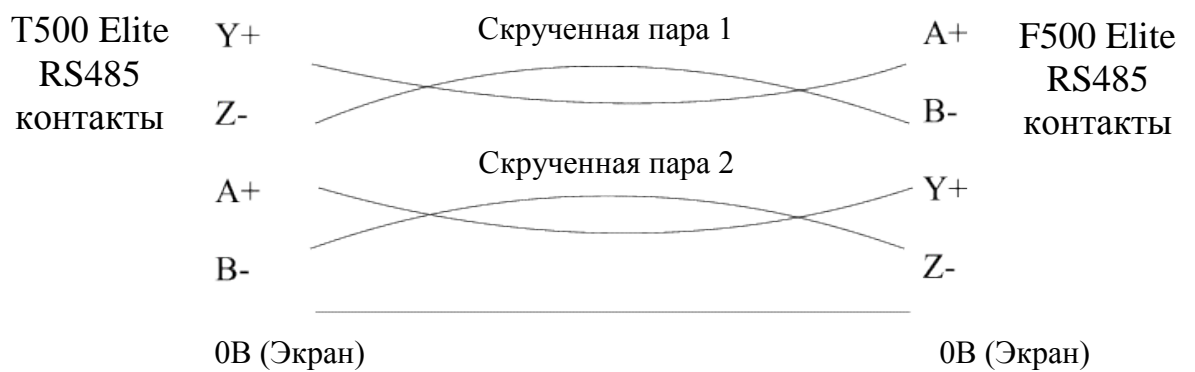 T500 Elite
RS485
контакты
Y+
Скрученная пара 1
A+
F500 Elite
RS485
контакты
Z-
B-
Скрученная пара 2
A+
Y+
B-
Z-
0В (Экран)
0В (Экран)